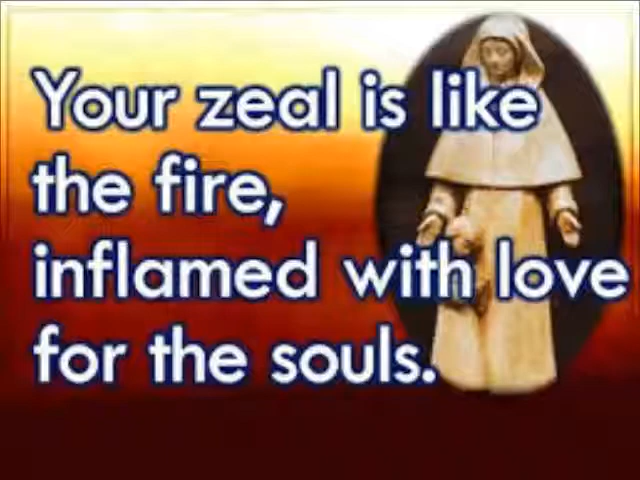 Your zeal is like
the fire,
inflamed with love
for the souls.